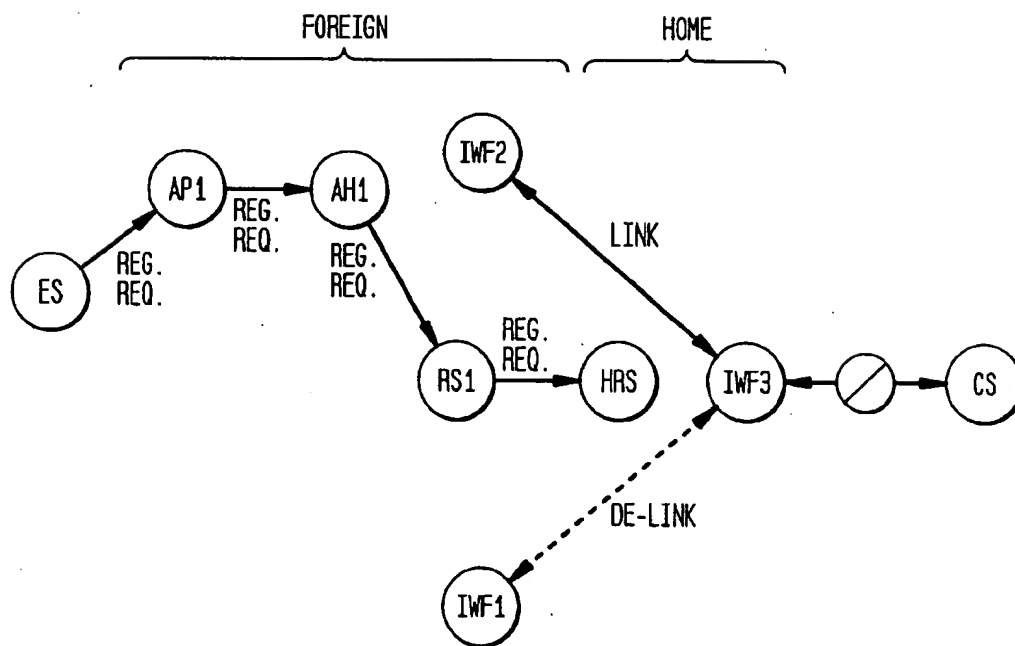 FOREIGN
HOME
IWF2
AP1
AH1
REG.
REQ.
LINK
REG.
REQ.
REG.
REQ.
ES
REG.
REQ.
RS1
HRS
IWF3
CS
DE-LINK
IWF1